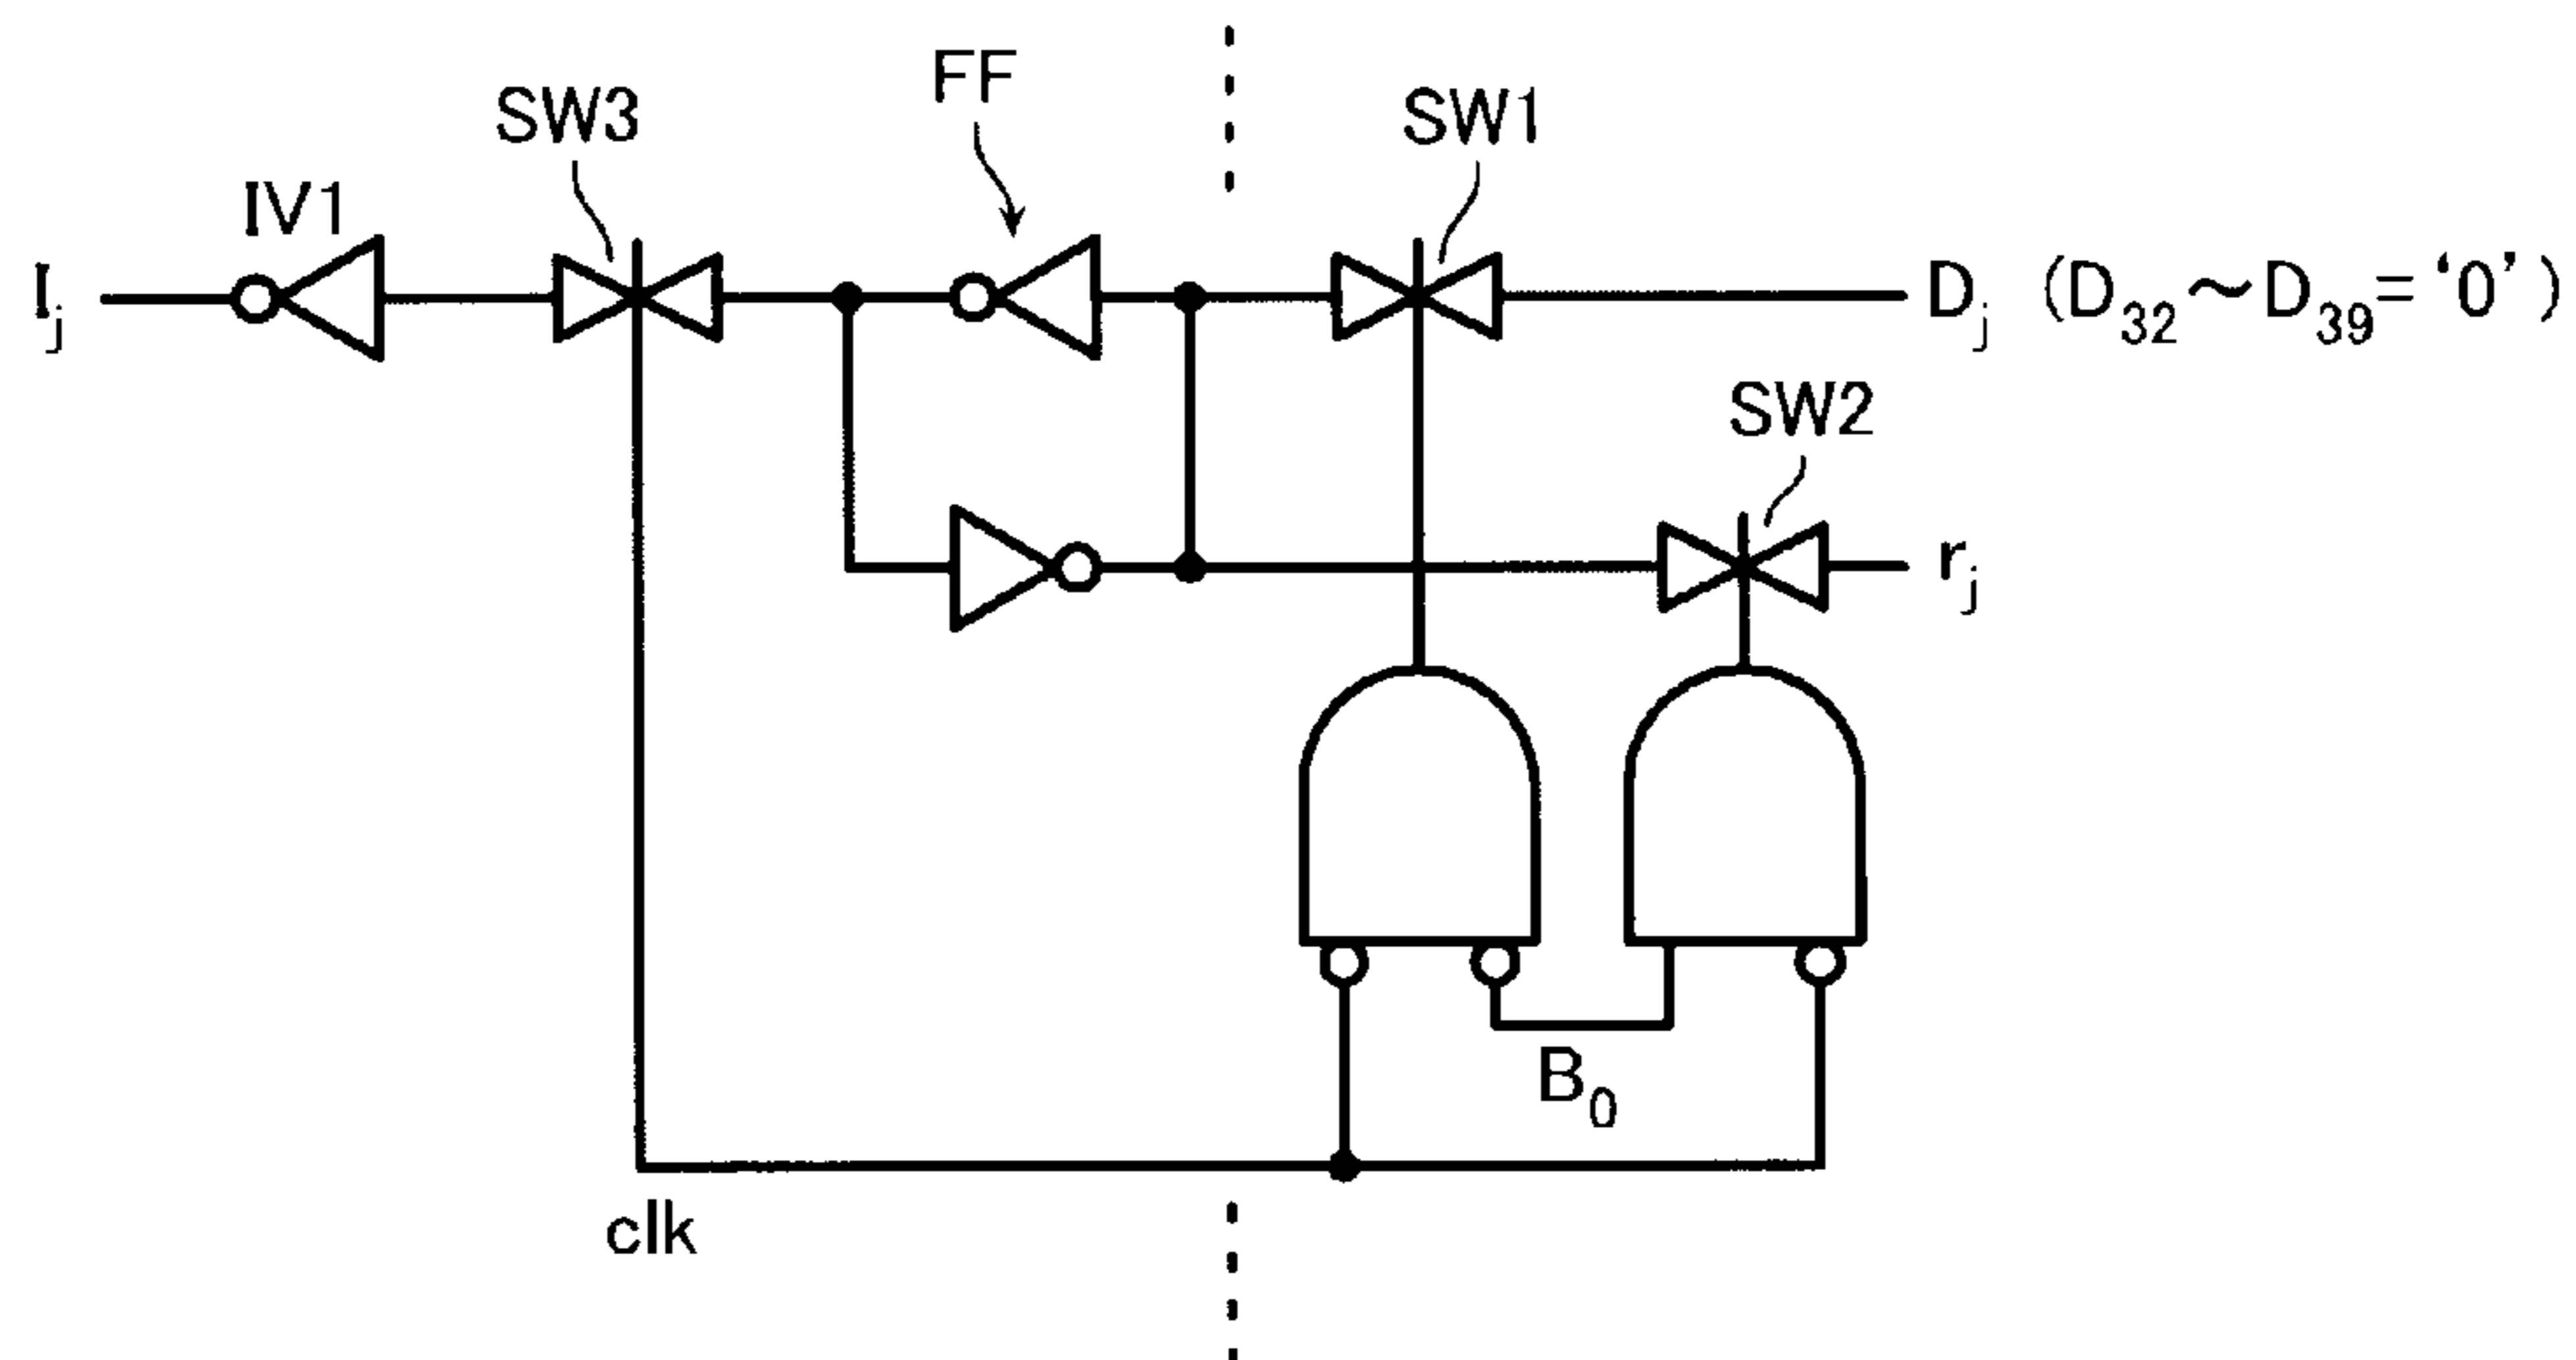 FF
SW3
SW1
IV1
Iⱼ
Dⱼ (D₃₂~D₃₉=‘0’)
SW2
rⱼ
B₀
clk